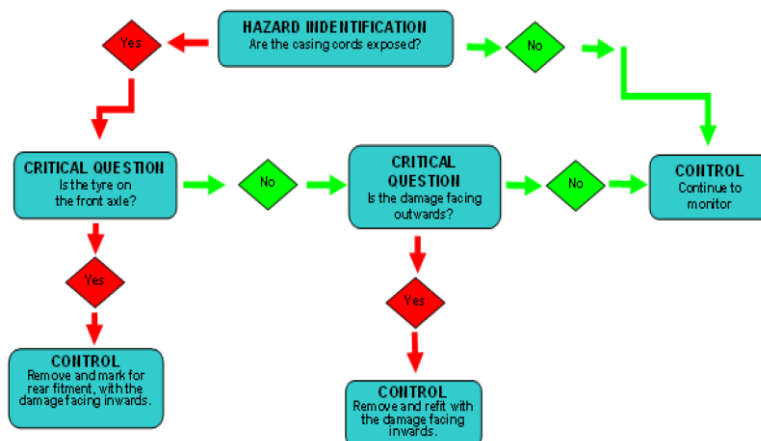 HAZARD INDENTIFICATION
Are the casing cords exposed?
Yes
No
CRITICAL QUESTION
Is the tyre on
the front axle?
No
CRITICAL
QUESTION
Is the damage facing
outwards?
No
CONTROL
Continue to
monitor
Yes
Yes
CONTROL
Remove and mark for
rear fitment, with the
damage facing inwards.
CONTROL
Remove and refit with
the damage facing
inwards.